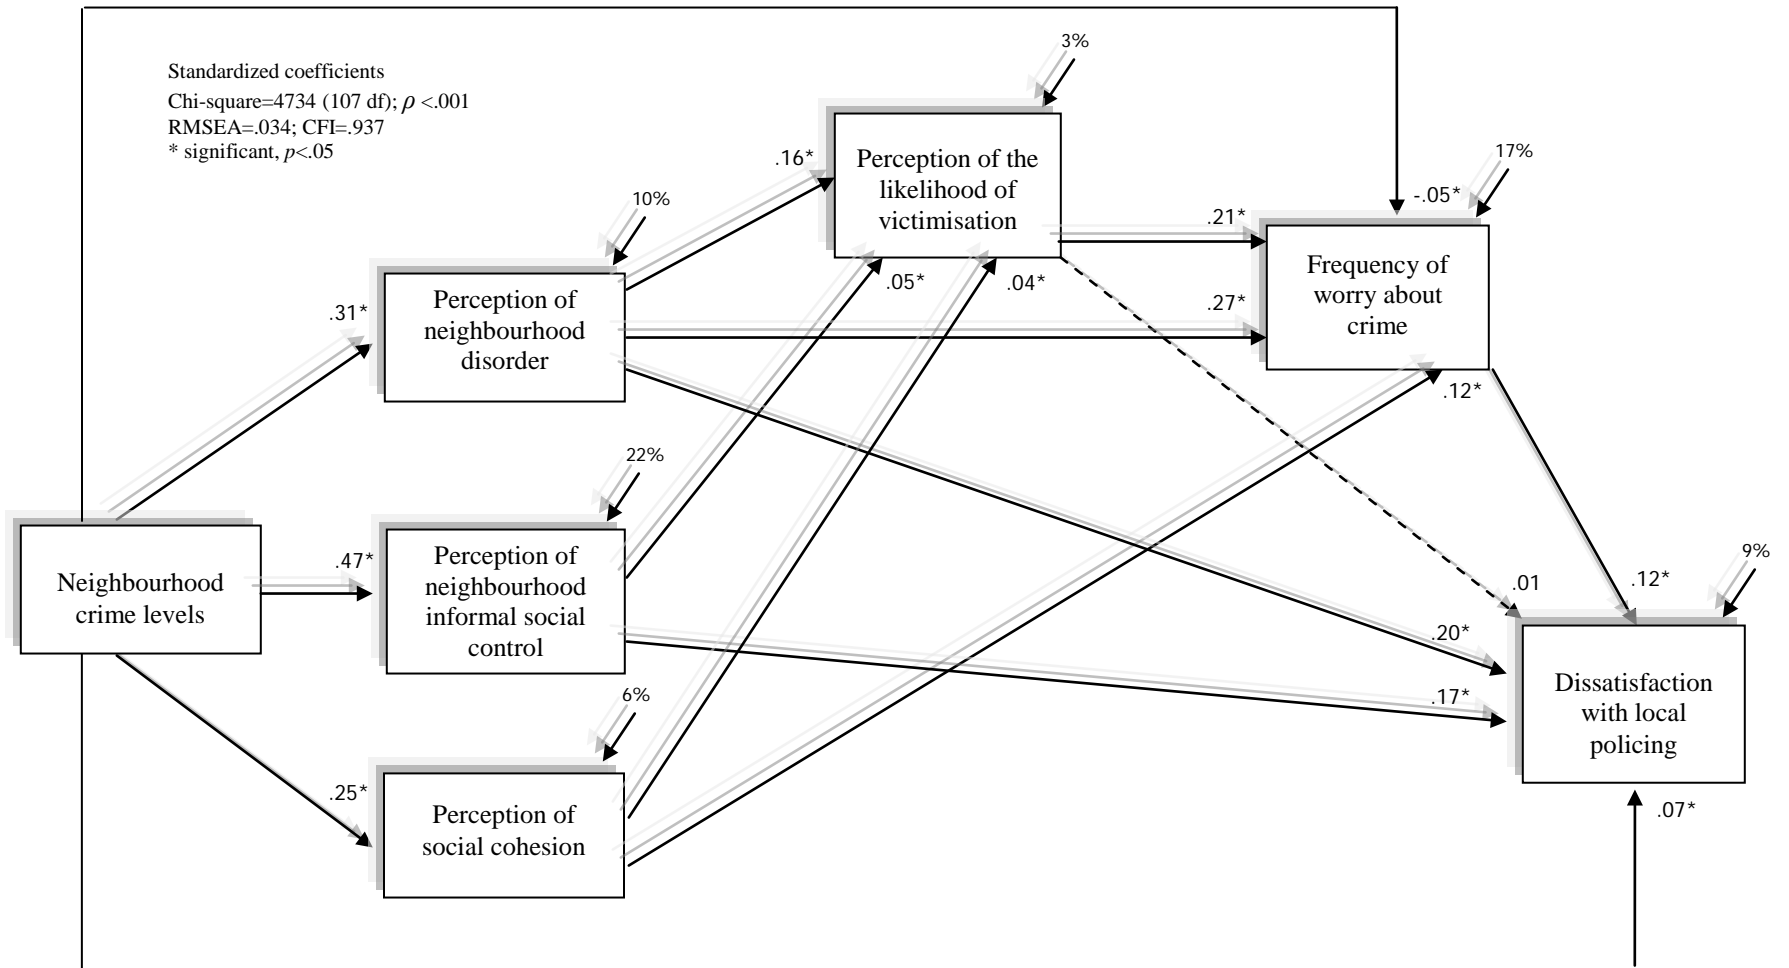 3%
Standardized coefficients
Chi-square=4734 (107 df); ρ <.001
RMSEA=.034; CFI=.937
* significant, p<.05
.16*
Perception of the
likelihood of
victimisation
17%
-.05*
10%
.21*
Frequency of
worry about
crime
.31*
Perception of
neighbourhood
disorder
.05*
.04*
.27*
.12*
22%
.47*
Perception of
neighbourhood
informal social
control
Neighbourhood
crime levels
9%
.01
.12*
.20*
.17*
Dissatisfaction
with local
policing
6%
.25*
Perception of
social cohesion
.07*